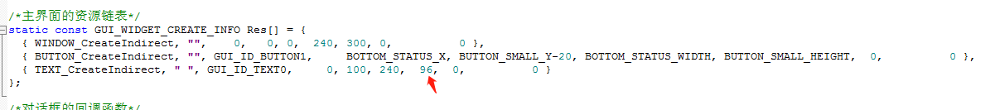 /*主界面的资源链表*/
static const GUI_WIDGET_CREATE_INFO Res[] = {
{ WINDOW_CreateIndirect, "", 0, 0, 0, 240, 300, 0, 0 },
{ BUTTON_CreateIndirect, "", GUI_ID_BUTTON1, BOTTOM_STATUS_X, BUTTON_SMALL_Y-20, BOTTOM_STATUS_WIDTH, BUTTON_SMALL_HEIGHT, 0, 0 },
{ TEXT_CreateIndirect, " ", GUI_ID_TEXT0, 0, 100, 240, 96, 0, 0 }
};
/*对话框的回调函数*/